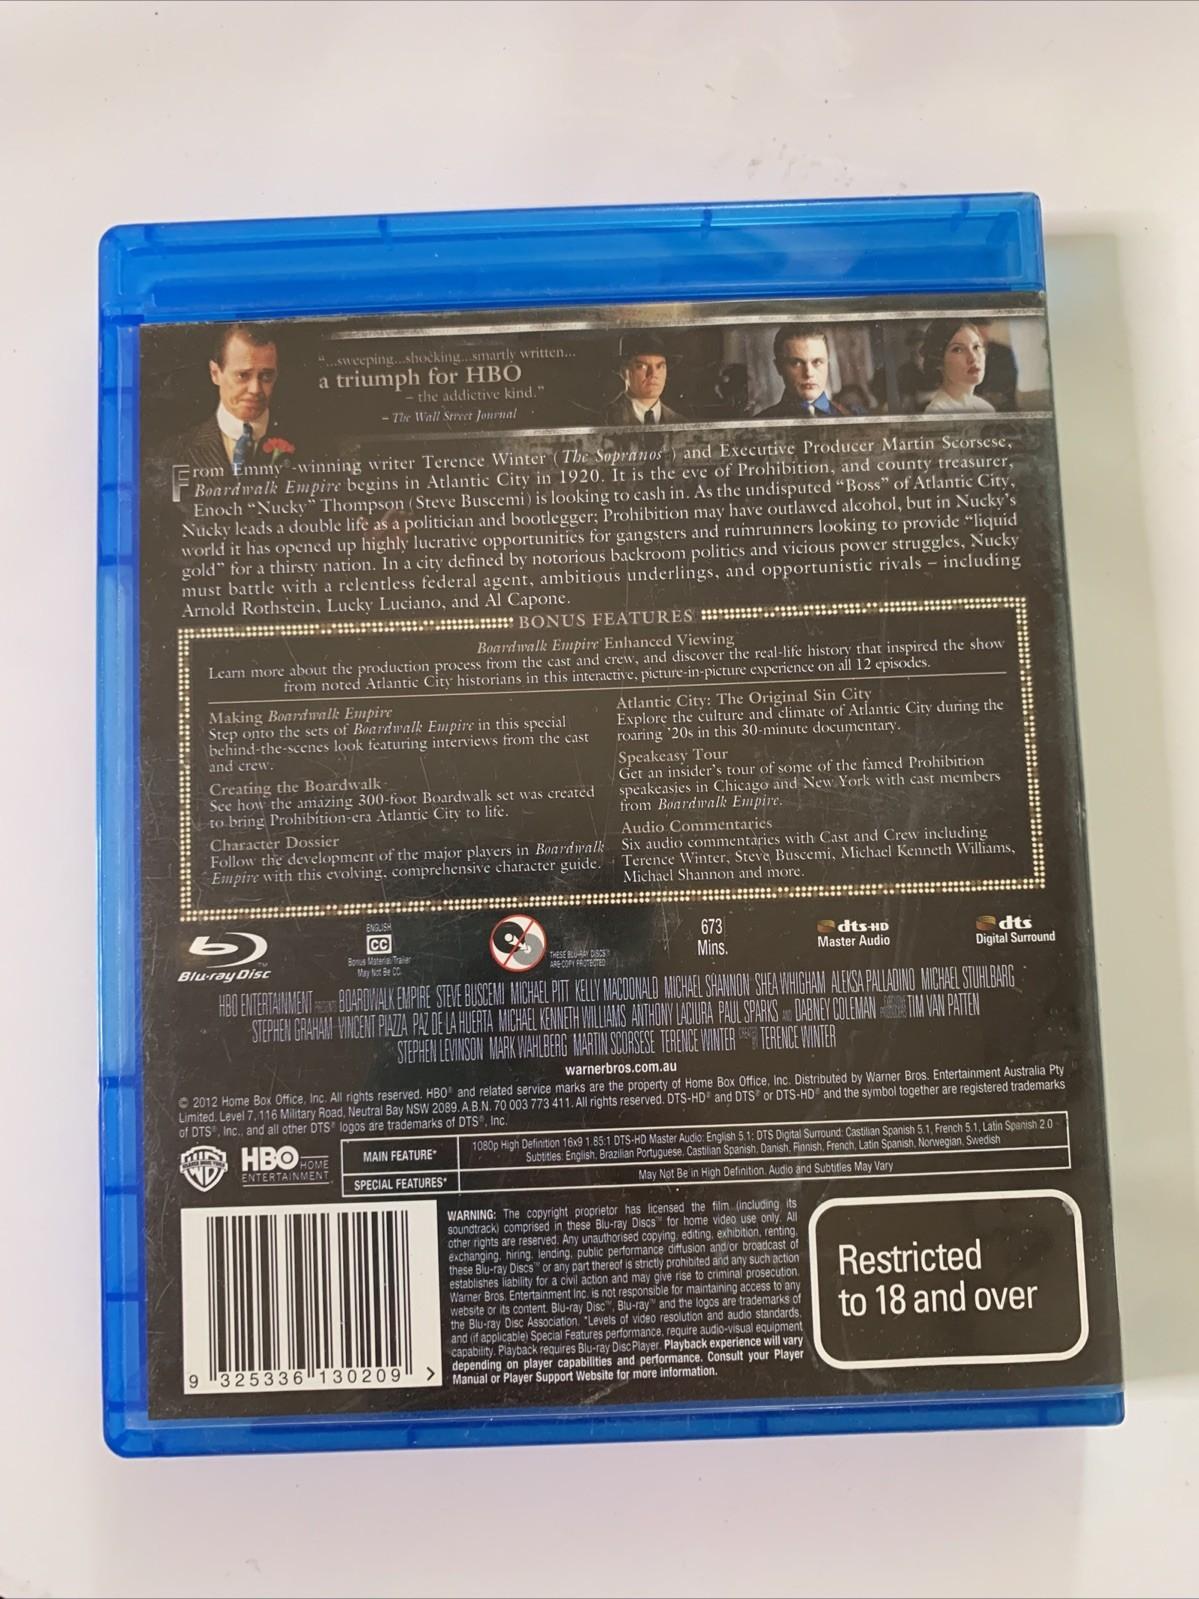 "...sweeping...shocking...smartly written...
a triumph for HBO
– the addictive kind."
– The Wall Street Journal
From Emmy®-winning writer Terence Winter (The Sopranos®) and Executive Producer Martin Scorsese,
Boardwalk Empire begins in Atlantic City in 1920. It is the eve of Prohibition, and county treasurer,
Enoch "Nucky" Thompson (Steve Buscemi) is looking to cash in. As the undisputed "Boss" of Atlantic City,
Nucky leads a double life as a politician and bootlegger; Prohibition may have outlawed alcohol, but in Nucky's
world it has opened up highly lucrative opportunities for gangsters and rumrunners looking to provide "liquid
gold" for a thirsty nation. In a city defined by notorious backroom politics and vicious power struggles, Nucky
must battle with a relentless federal agent, ambitious underlings, and opportunistic rivals – including
Arnold Rothstein, Lucky Luciano, and Al Capone.
BONUS FEATURES
Boardwalk Empire Enhanced Viewing
Learn more about the production process from the cast and crew, and discover the real-life history that inspired the show
from noted Atlantic City historians in this interactive, picture-in-picture experience on all 12 episodes.
Making Boardwalk Empire
Step onto the sets of Boardwalk Empire in this special
behind-the-scenes look featuring interviews from the cast
and crew.
Creating the Boardwalk
See how the amazing 300-foot Boardwalk set was created
to bring Prohibition-era Atlantic City to life.
Character Dossier
Follow the development of the major players in Boardwalk
Empire with this evolving, comprehensive character guide.
Atlantic City: The Original Sin City
Explore the culture and climate of Atlantic City during the
roaring '20s in this 30-minute documentary.
Speakeasy Tour
Get an insider's tour of some of the famed Prohibition
speakeasies in Chicago and New York with cast members
from Boardwalk Empire.
Audio Commentaries
Six audio commentaries with Cast and Crew including
Terence Winter, Steve Buscemi, Michael Kenneth Williams,
Michael Shannon and more.
Blu-ray Disc
ENGLISH
CC
Bonus Material/Trailer
May Not Be CC.
THESE BLU-RAY DISCS™
ARE COPY PROTECTED
673
Mins.
dts-HD
Master Audio
dts
Digital Surround
HBO ENTERTAINMENT PRESENTS BOARDWALK EMPIRE STEVE BUSCEMI MICHAEL PITT KELLY MACDONALD MICHAEL SHANNON SHEA WHIGHAM ALEKSA PALLADINO MICHAEL STUHLBARG
STEPHEN GRAHAM VINCENT PIAZZA PAZ DE LA HUERTA MICHAEL KENNETH WILLIAMS ANTHONY LACIURA PAUL SPARKS AND DABNEY COLEMAN EXECUTIVE PRODUCERS TIM VAN PATTEN
STEPHEN LEVINSON MARK WAHLBERG MARTIN SCORSESE TERENCE WINTER CREATED BY TERENCE WINTER
warnerbros.com.au
© 2012 Home Box Office, Inc. All rights reserved. HBO® and related service marks are the property of Home Box Office, Inc. Distributed by Warner Bros. Entertainment Australia Pty
Limited. Level 7, 116 Military Road, Neutral Bay NSW 2089. A.B.N. 70 003 773 411. All rights reserved. DTS-HD® and DTS® or DTS-HD® and the symbol together are registered trademarks
of DTS®, Inc., and all other DTS® logos are trademarks of DTS®, Inc.
WB
HBO HOME
ENTERTAINMENT
MAIN FEATURE*
1080p High Definition 16x9 1.85:1 DTS-HD Master Audio: English 5.1; DTS Digital Surround: Castilian Spanish 5.1, French 5.1, Latin Spanish 2.0
Subtitles: English, Brazilian Portuguese, Castilian Spanish, Danish, Finnish, French, Latin Spanish, Norwegian, Swedish
SPECIAL FEATURES*
May Not Be in High Definition. Audio and Subtitles May Vary
WARNING: The copyright proprietor has licensed the film (including its
soundtrack) comprised in these Blu-ray Discs™ for home video use only. All
other rights are reserved. Any unauthorised copying, editing, exhibition, renting,
exchanging, hiring, lending, public performance diffusion and/or broadcast of
these Blu-ray Discs™ or any part thereof is strictly prohibited and any such action
establishes liability for a civil action and may give rise to criminal prosecution.
Warner Bros. Entertainment Inc. is not responsible for maintaining access to any
website or its content. Blu-ray Disc™, Blu-ray™ and the logos are trademarks of
the Blu-ray Disc Association. *Levels of video resolution and audio standards,
and (if applicable) Special Features performance, require audio-visual equipment
capability. Playback requires Blu-ray Disc Player. Playback experience will vary
depending on player capabilities and performance. Consult your Player
Manual or Player Support Website for more information.
9 325336 130209 >
Restricted
to 18 and over